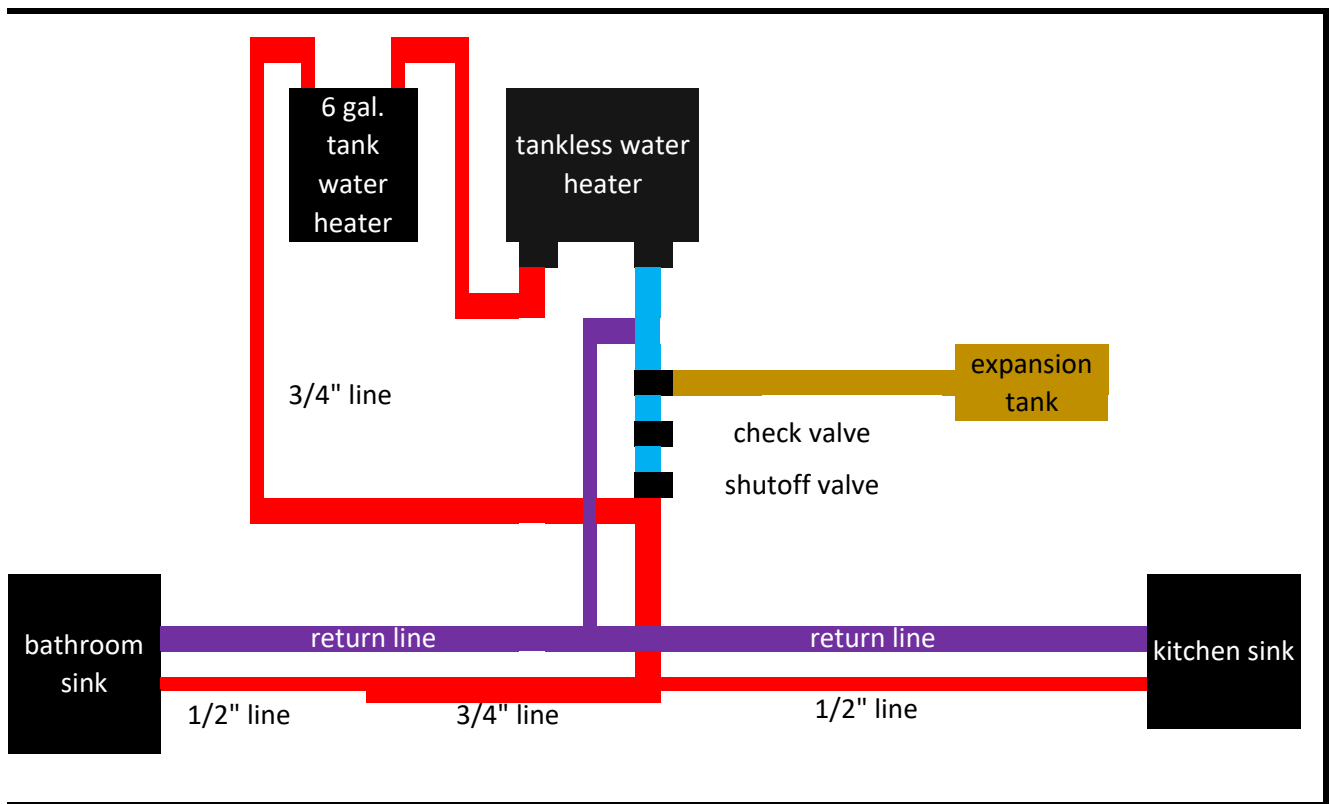 6 gal.
tank
water
heater
tankless water
heater
3/4" line
expansion
tank
check valve
shutoff valve
bathroom
sink
return line
return line
kitchen sink
1/2" line
3/4" line
1/2" line